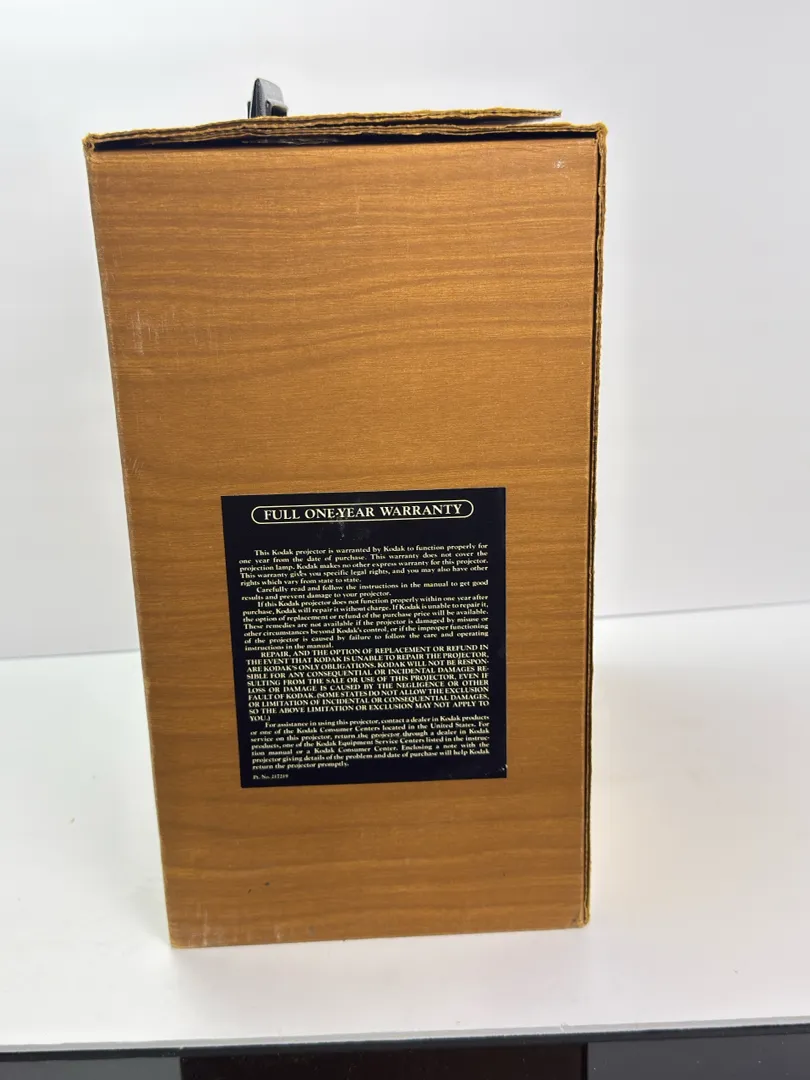 FULL ONE-YEAR WARRANTY
This Kodak projector is warranted by Kodak to function properly for
one year from the date of purchase. This warranty does not cover the
projection lamp. Kodak makes no other express warranty for this projector.
This warranty gives you specific legal rights, and you may also have other
rights which vary from state to state.
Carefully read and follow the instructions in the manual to get good
results and prevent damage to your projector.
If this Kodak projector does not function properly within one year after
purchase, Kodak will repair it without charge. If Kodak is unable to repair it,
the option of replacement or refund of the purchase price will be available.
These remedies are not available if the projector is damaged by misuse or
other circumstances beyond Kodak's control, or if the improper functioning
of the projector is caused by failure to follow the care and operating
instructions in the manual.
REPAIR, AND THE OPTION OF REPLACEMENT OR REFUND IN
THE EVENT THAT KODAK IS UNABLE TO REPAIR THE PROJECTOR,
ARE KODAK'S ONLY OBLIGATIONS. KODAK WILL NOT BE RESPON-
SIBLE FOR ANY CONSEQUENTIAL OR INCIDENTAL DAMAGES RE-
SULTING FROM THE SALE OR USE OF THIS PROJECTOR, EVEN IF
LOSS OR DAMAGE IS CAUSED BY THE NEGLIGENCE OR OTHER
FAULT OF KODAK. (SOME STATES DO NOT ALLOW THE EXCLUSION
OR LIMITATION OF INCIDENTAL OR CONSEQUENTIAL DAMAGES,
SO THE ABOVE LIMITATION OR EXCLUSION MAY NOT APPLY TO
YOU.)
For assistance in using this projector, contact a dealer in Kodak products
or one of the Kodak Consumer Centers located in the United States. For
service on this projector, return the projector through a dealer in Kodak
products, one of the Kodak Equipment Service Centers listed in the instruc-
tion manual or a Kodak Consumer Center. Enclosing a note with the
projector giving details of the problem and date of purchase will help Kodak
return the projector promptly.
Pt. No.